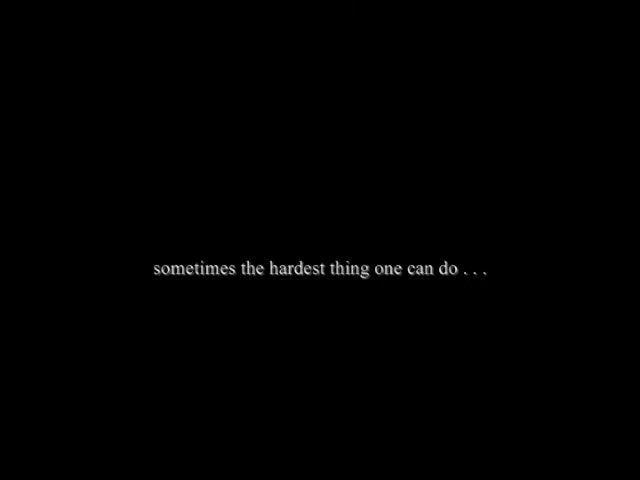 sometimes the hardest thing one can do . . .